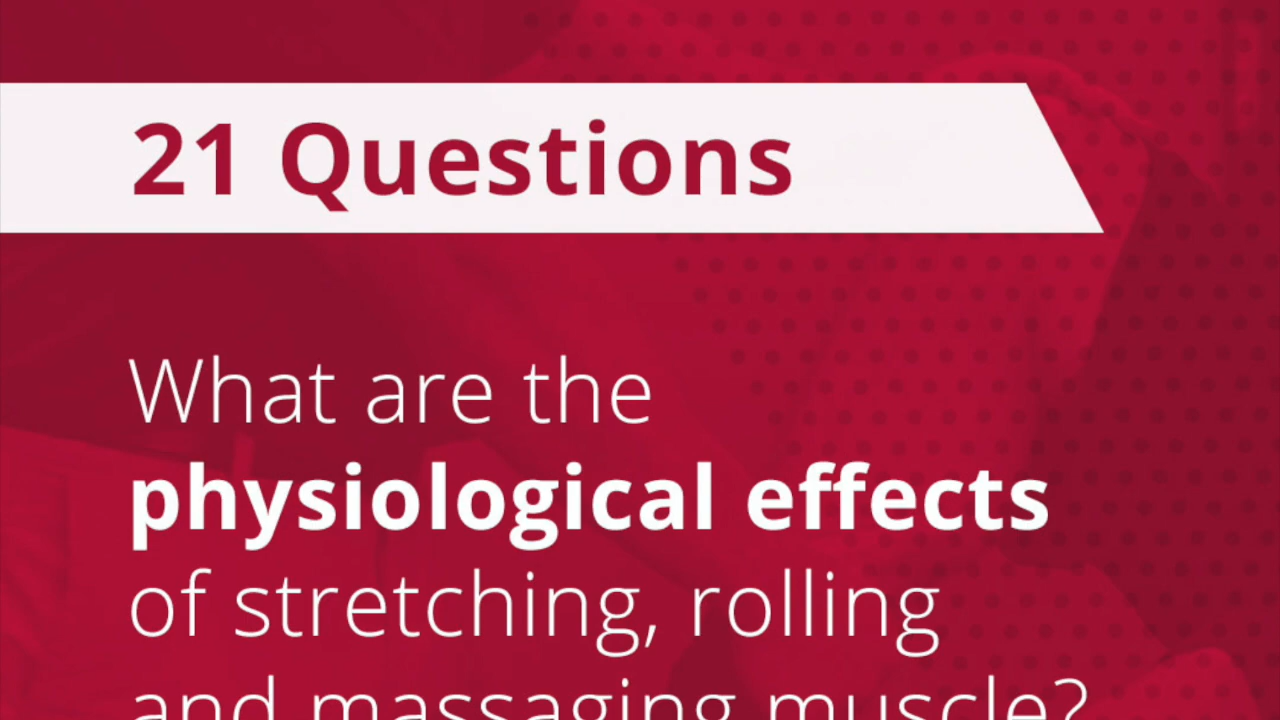 21 Questions
What are the
physiological effects
of stretching, rolling
and massaging muscle?